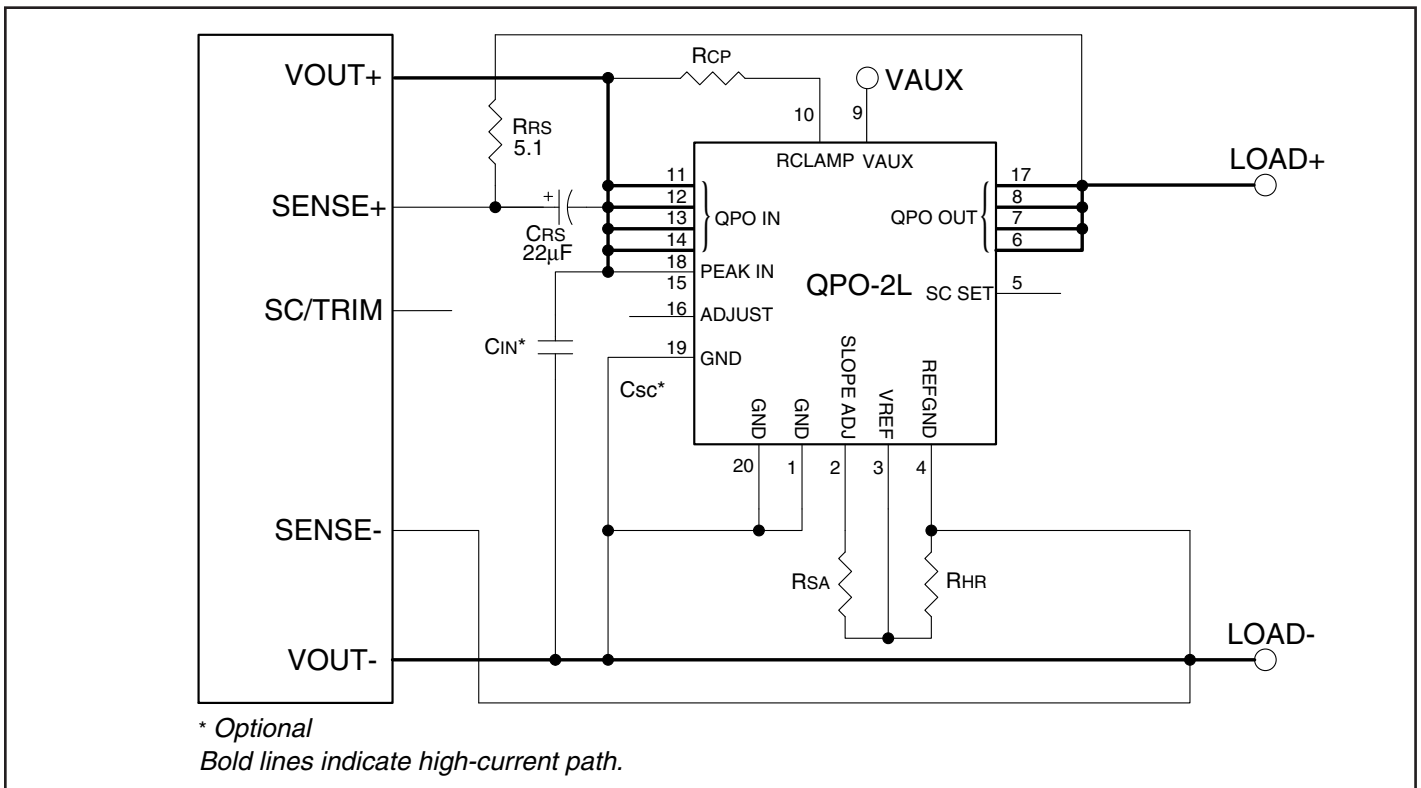 VOUT+
RCP
VAUX
10
9
RRS
5.1
RCLAMP VAUX
LOAD+
11
17
SENSE+
+
12
8
QPO IN
QPO OUT
13
7
CRS
22µF
14
6
18
PEAK IN
15
QPO-2L
SC SET
5
SC/TRIM
16
ADJUST
CIN*
19
GND
Csc*
GND
GND
SLOPE ADJ
VREF
REFGND
20
1
2
3
4
SENSE-
RSA
RHR
LOAD-
VOUT-
* Optional
Bold lines indicate high-current path.